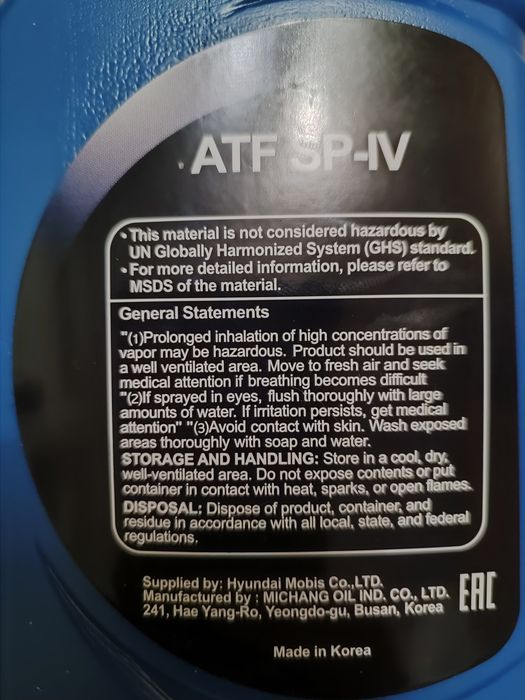 ATF SP-IV
•This material is not considered hazardous by
UN Globally Harmonized System (GHS) standard.
•For more detailed information, please refer to
MSDS of the material.
General Statements
"(1)Prolonged inhalation of high concentrations of
vapor may be hazardous. Product should be used in
a well ventilated area. Move to fresh air and seek
medical attention if breathing becomes difficult
"(2)If sprayed in eyes, flush thoroughly with large
amounts of water. If irritation persists, get medical
attention" "(3)Avoid contact with skin. Wash exposed
areas thoroughly with soap and water.
STORAGE AND HANDLING: Store in a cool, dry,
well-ventilated area. Do not expose contents or put
container in contact with heat, sparks, or open flames.
DISPOSAL: Dispose of product, container, and
residue in accordance with all local, state, and federal
regulations.
Supplied by: Hyundai Mobis Co.,LTD.
Manufactured by : MICHANG OIL IND. CO., LTD.
241, Hae Yang-Ro, Yeongdo-gu, Busan, Korea
EAC
Made in Korea